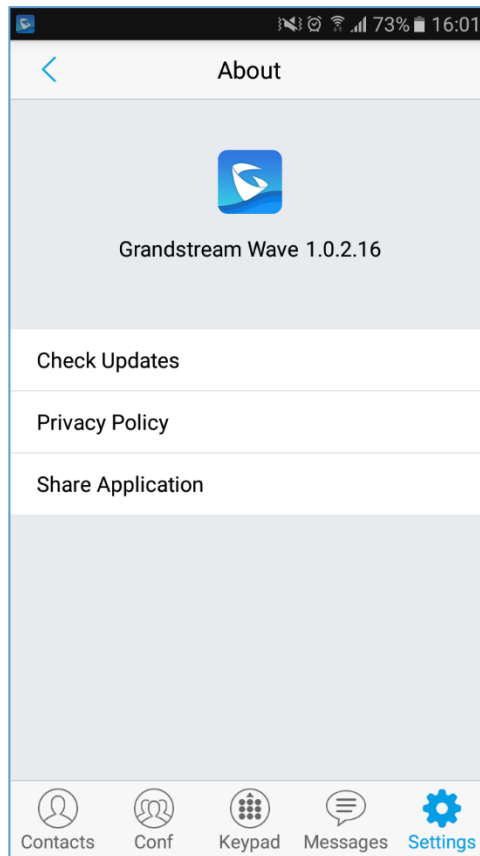 73% 16:01
About
Grandstream Wave 1.0.2.16
Check Updates
Privacy Policy
Share Application
Contacts Conf Keypad Messages Settings